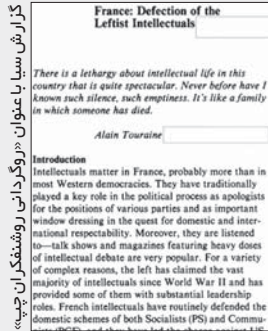 گزارش سیا با عنوان «روگردانی روشنفکران چپ»
France: Defection of the
Leftist Intellectuals
There is a lethargy about intellectual life in this
country that is quite spectacular. Never before have I
known such silence, such emptiness. It's like a family
in which someone has died.
Alain Touraine
Introduction
Intellectuals matter in France, probably more than in
most Western democracies. They have traditionally
played a key role in the political process as apologists
for the positions of various parties and as important
window dressing in the quest for domestic and inter-
national respectability. Moreover, they are listened
to—talk shows and magazines featuring heavy doses
of intellectual debate are very popular. For a variety
of complex reasons, the left has claimed the vast
majority of intellectuals since World War II and has
provided some of them with substantial leadership
roles. French intellectuals have routinely defended the
domestic schemes of both Socialists (PS) and Commu-